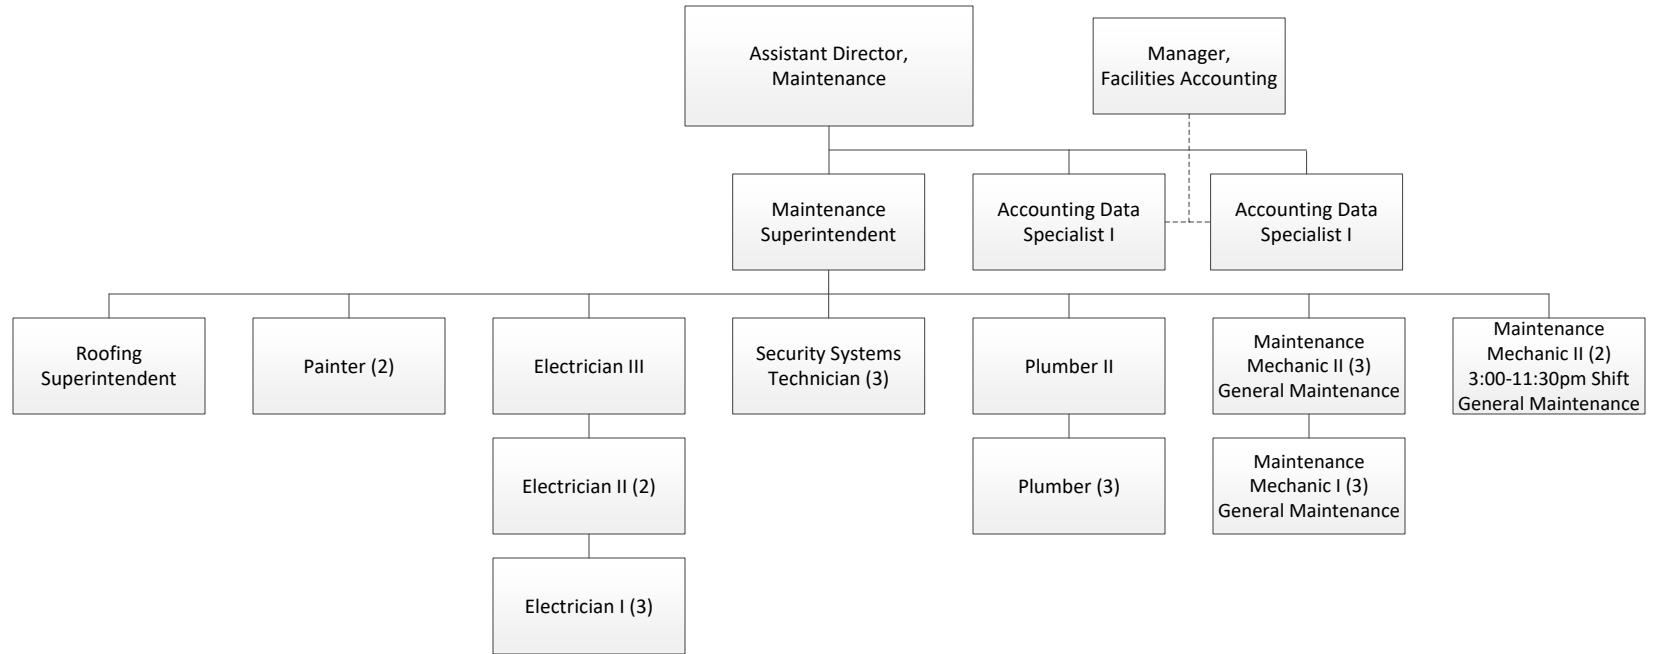 Assistant Director,
Maintenance
Manager,
Facilities Accounting
Maintenance
Superintendent
Accounting Data
Specialist I
Accounting Data
Specialist I
Roofing
Superintendent
Painter (2)
Electrician III
Security Systems
Technician (3)
Plumber II
Maintenance
Mechanic II (3)
General Maintenance
Maintenance
Mechanic II (2)
3:00-11:30pm Shift
General Maintenance
Electrician II (2)
Plumber (3)
Maintenance
Mechanic I (3)
General Maintenance
Electrician I (3)